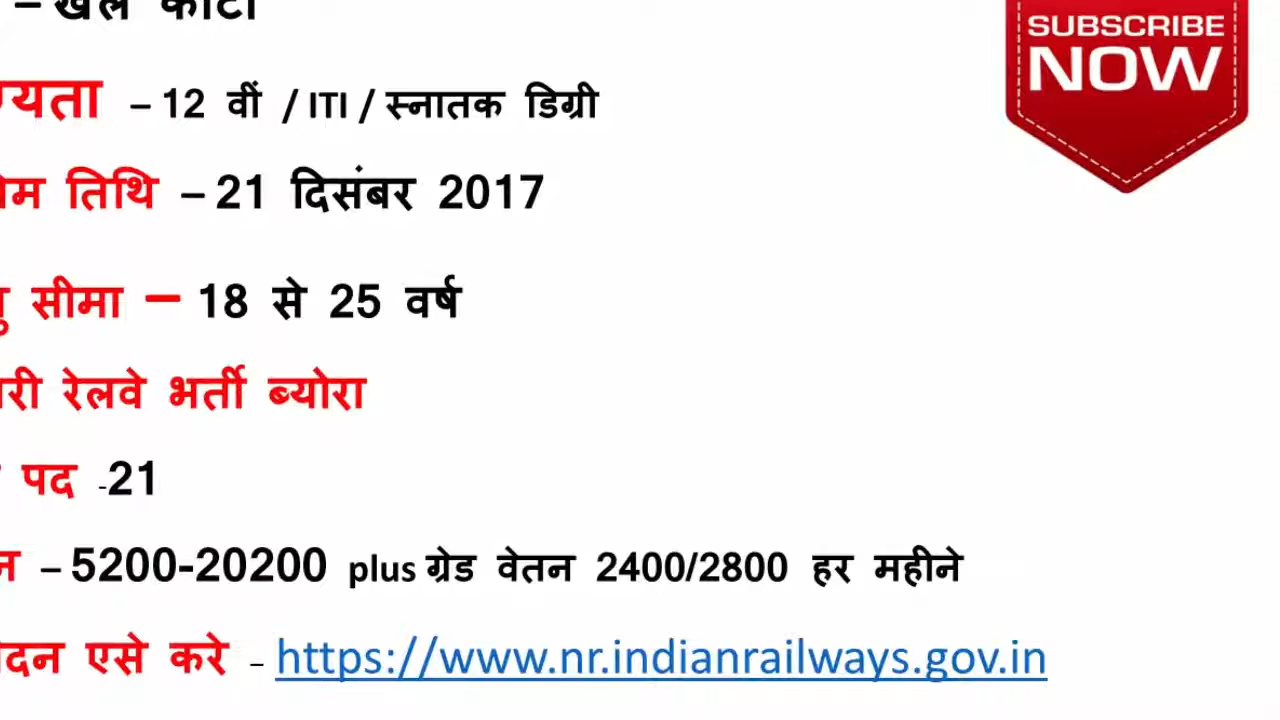 – खेल कोटा
SUBSCRIBE
NOW
ग्यता – 12 वीं / ITI / स्नातक डिग्री
तिम तिथि – 21 दिसंबर 2017
यु सीमा – 18 से 25 वर्ष
री रेलवे भर्ती ब्योरा
पद -21
न – 5200-20200 plus ग्रेड वेतन 2400/2800 हर महीने
वेदन एसे करे – https://www.nr.indianrailways.gov.in